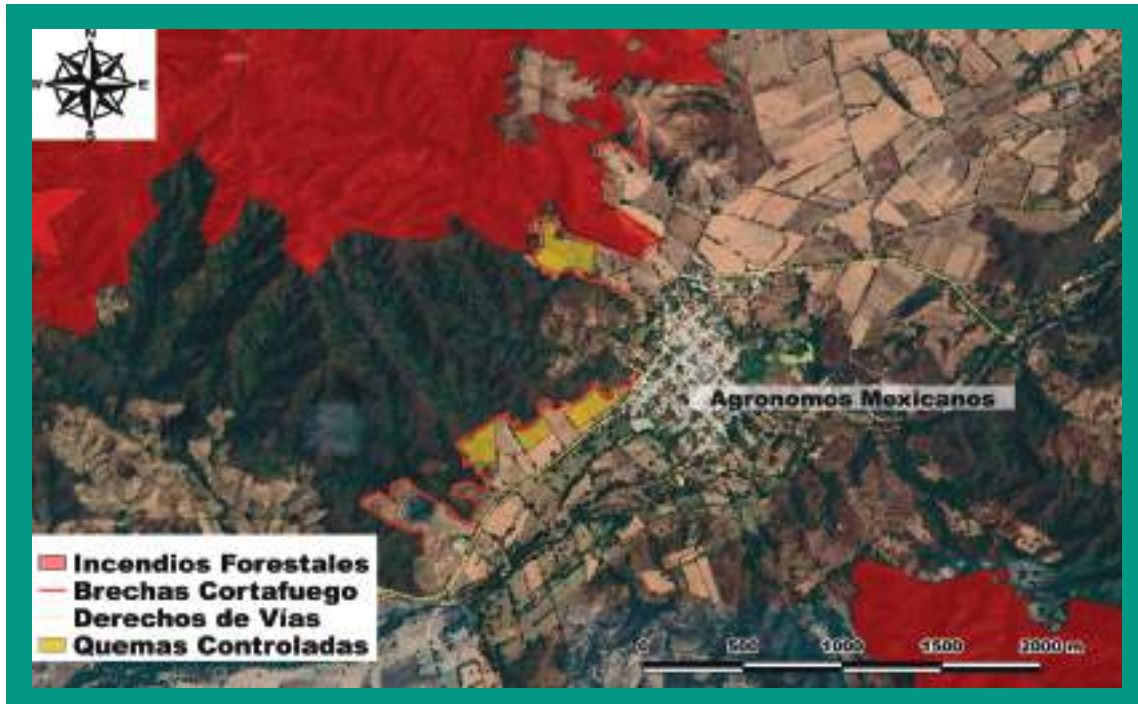 N
W
E
S
Agronomos Mexicanos
Incendios Forestales
Brechas Cortafuego
Derechos de Vías
Quemas Controladas
0 500 1000 1500 2000 m